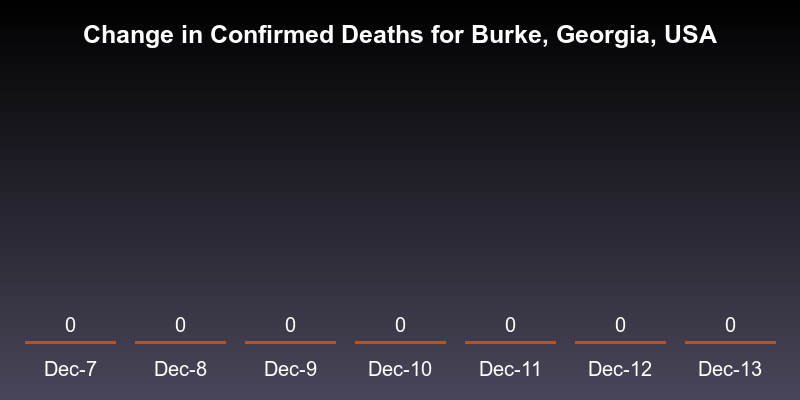 Change in Confirmed Deaths for Burke, Georgia, USA
0 0 0 0 0 0 0
Dec-7 Dec-8 Dec-9 Dec-10 Dec-11 Dec-12 Dec-13